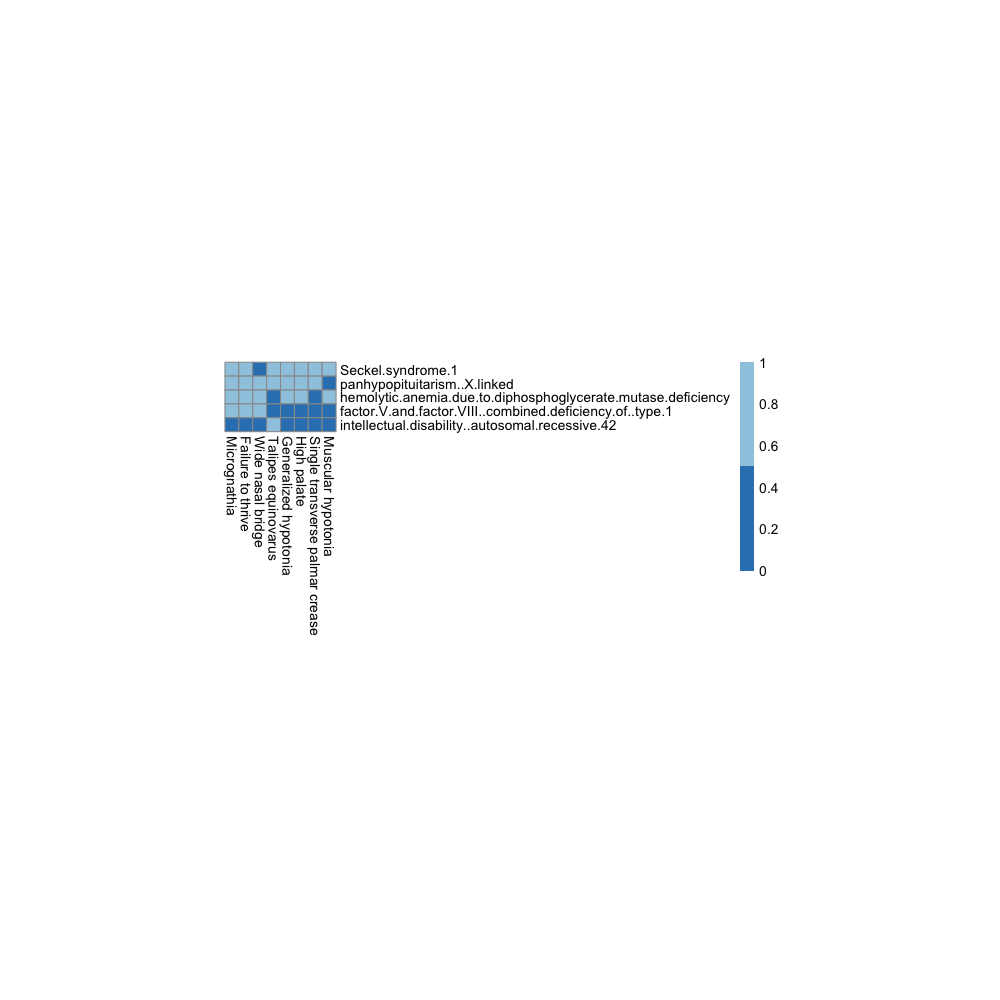 Seckel.syndrome.1
panhypopituitarism..X.linked
hemolytic.anemia.due.to.diphosphoglycerate.mutase.deficiency
factor.V.and.factor.VIII..combined.deficiency.of..type.1
intellectual.disability..autosomal.recessive.42
Micrognathia
Failure to thrive
Wide nasal bridge
Talipes equinovarus
Generalized hypotonia
High palate
Single transverse palmar crease
Muscular hypotonia
1
0.8
0.6
0.4
0.2
0